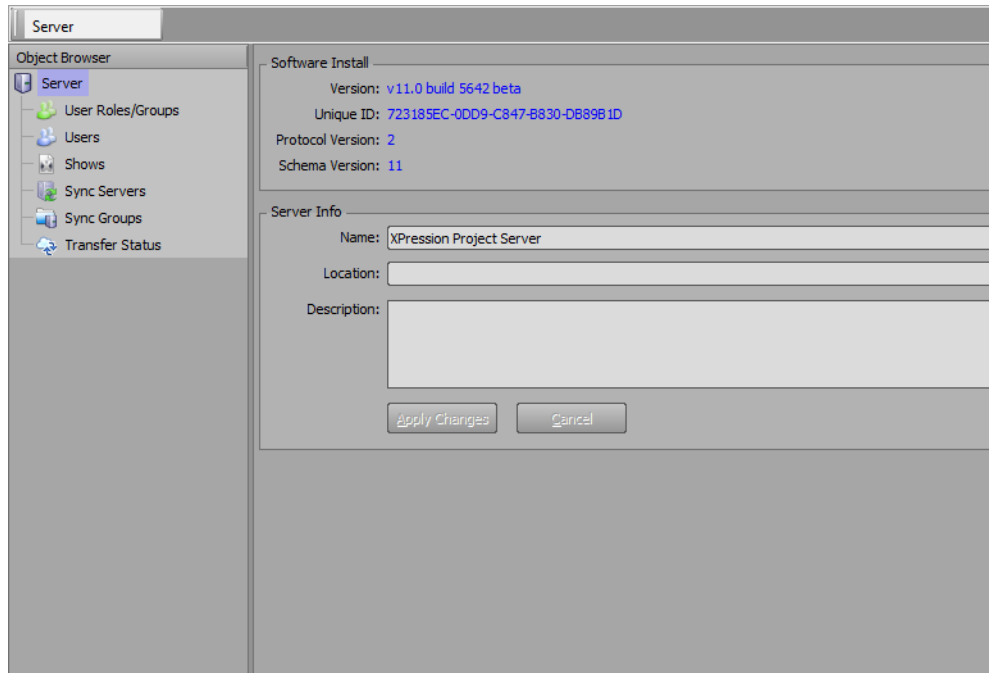 Server
Object Browser
Server
User Roles/Groups
Users
Shows
Sync Servers
Sync Groups
Transfer Status
Software Install
Version: v11.0 build 5642 beta
Unique ID: 723185EC-0DD9-C847-B830-DB89B1D
Protocol Version: 2
Schema Version: 11
Server Info
Name: XPression Project Server
Location:
Description:
Apply Changes Cancel